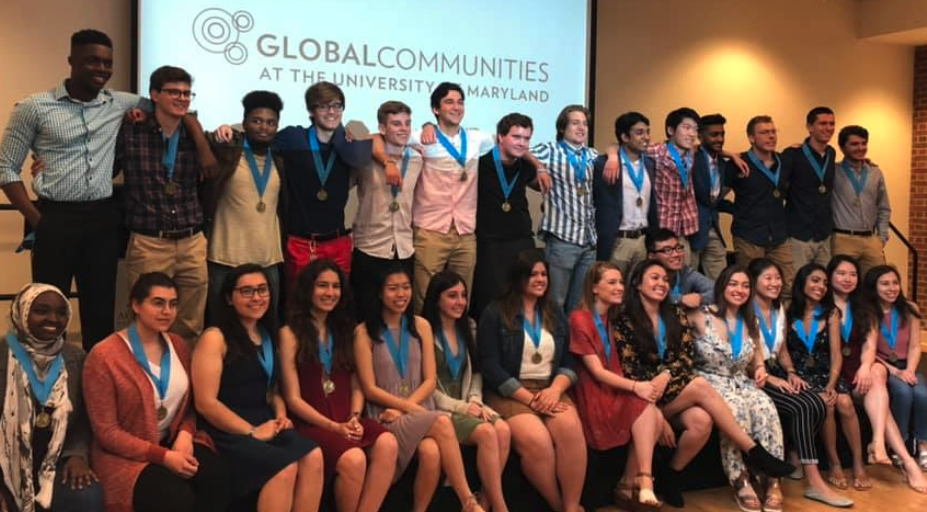 GLOBALCOMMUNITIES
AT THE UNIVERSITY MARYLAND